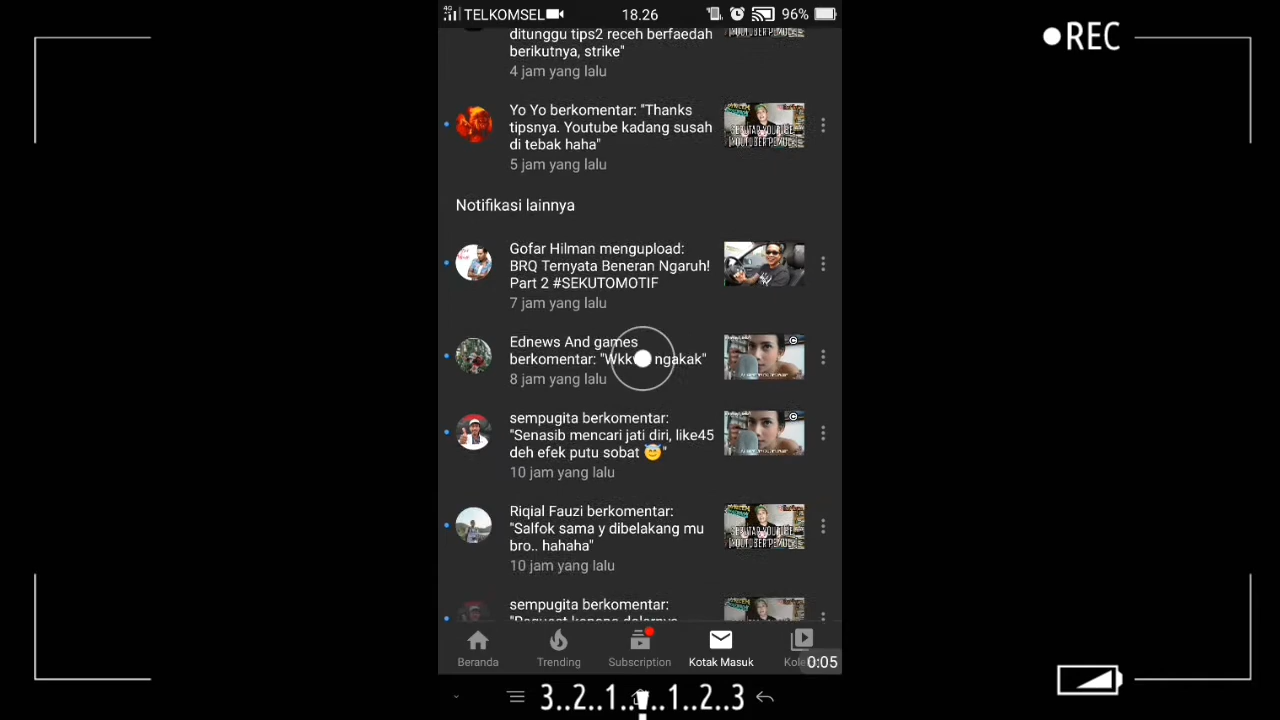 4G TELKOMSEL 18.26 96%
REC
ditunggu tips2 receh berfaedah
berikutnya, strike"
4 jam yang lalu
Yo Yo berkomentar: "Thanks
tipsnya. Youtube kadang susah
di tebak haha"
5 jam yang lalu
Notifikasi lainnya
Gofar Hilman mengupload:
BRQ Ternyata Beneran Ngaruh!
Part 2 #SEKUTOMOTIF
7 jam yang lalu
Ednews And games
berkomentar: ngakak"
8 jam yang lalu
sempugita berkomentar:
"Senasib mencari jati diri, like45
deh efek putu sobat 😇"
10 jam yang lalu
Riqial Fauzi berkomentar:
"Salfok sama y dibelakang mu
bro.. hahaha"
10 jam yang lalu
sempugita berkomentar:
Beranda Trending Subscription Kotak Masuk
0:05
3..2..1.. ..1..2..3